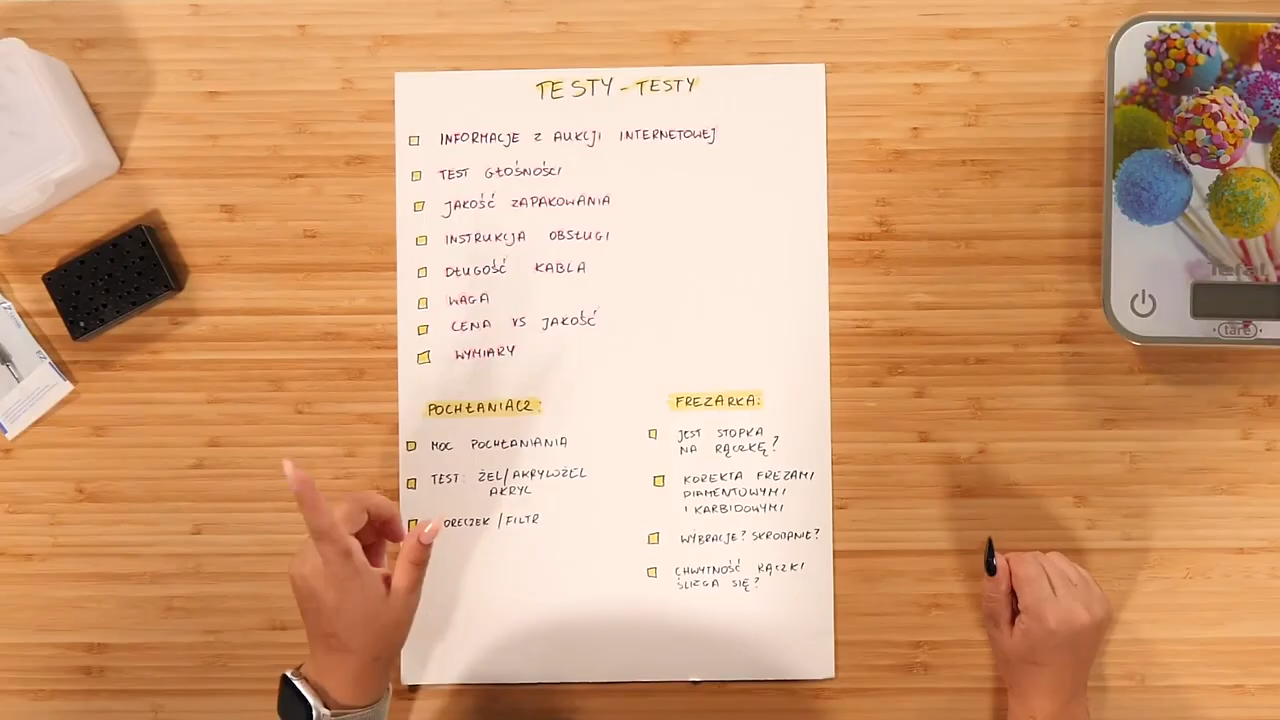 TESTY - TESTY
INFORMACJE Z AUKCJI INTERNETOWEJ
TEST GŁOŚNOŚCI
JAKOŚĆ ZAPAKOWANIA
INSTRUKCJA OBSŁUGI
DŁUGOŚĆ KABLA
WAGA
CENA VS JAKOŚĆ
WYMIARY
POCHŁANIACZ:
MOC POCHŁANIANIA
TEST: ŻEL/AKRYLOŻEL
AKRYL
/FILTR
FREZARKA:
JEST STOPKA
NA RĄCZKĘ?
KOREKTA FREZAMI
DIAMENTOWYMI
I KARBIDOWYMI
WYBRACJE? SKROBANIE?
CHWYTNOŚĆ RĄCZKI
ŚLIZGA SIĘ?
Tefal
tare